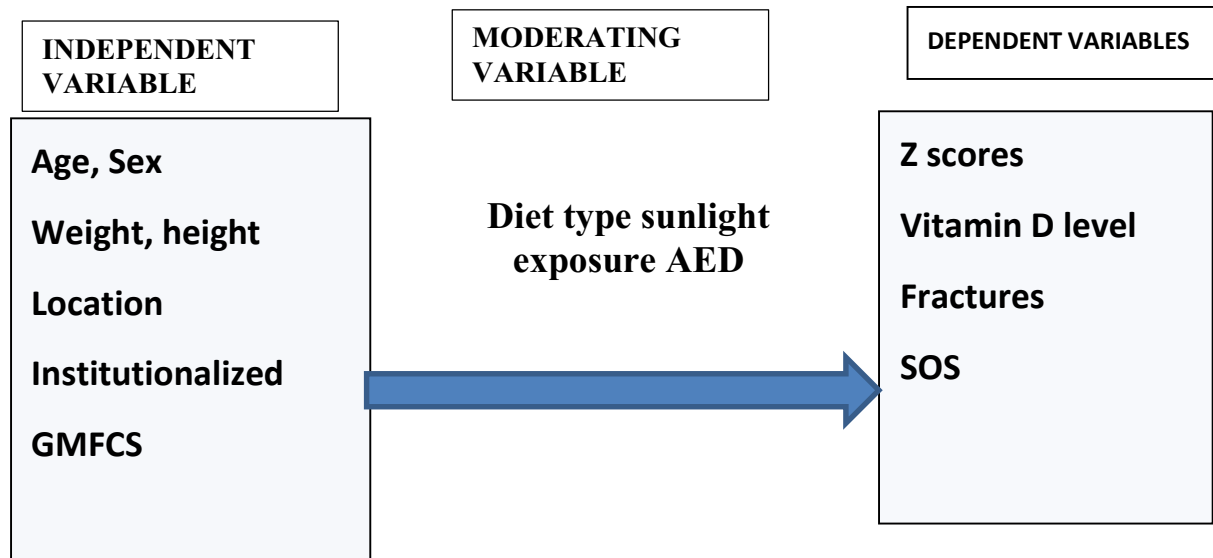 INDEPENDENT
VARIABLE
Age, Sex
Weight, height
Location
Institutionalized
GMFCS
MODERATING
VARIABLE
Diet type sunlight
exposure AED
DEPENDENT VARIABLES
Z scores
Vitamin D level
Fractures
SOS